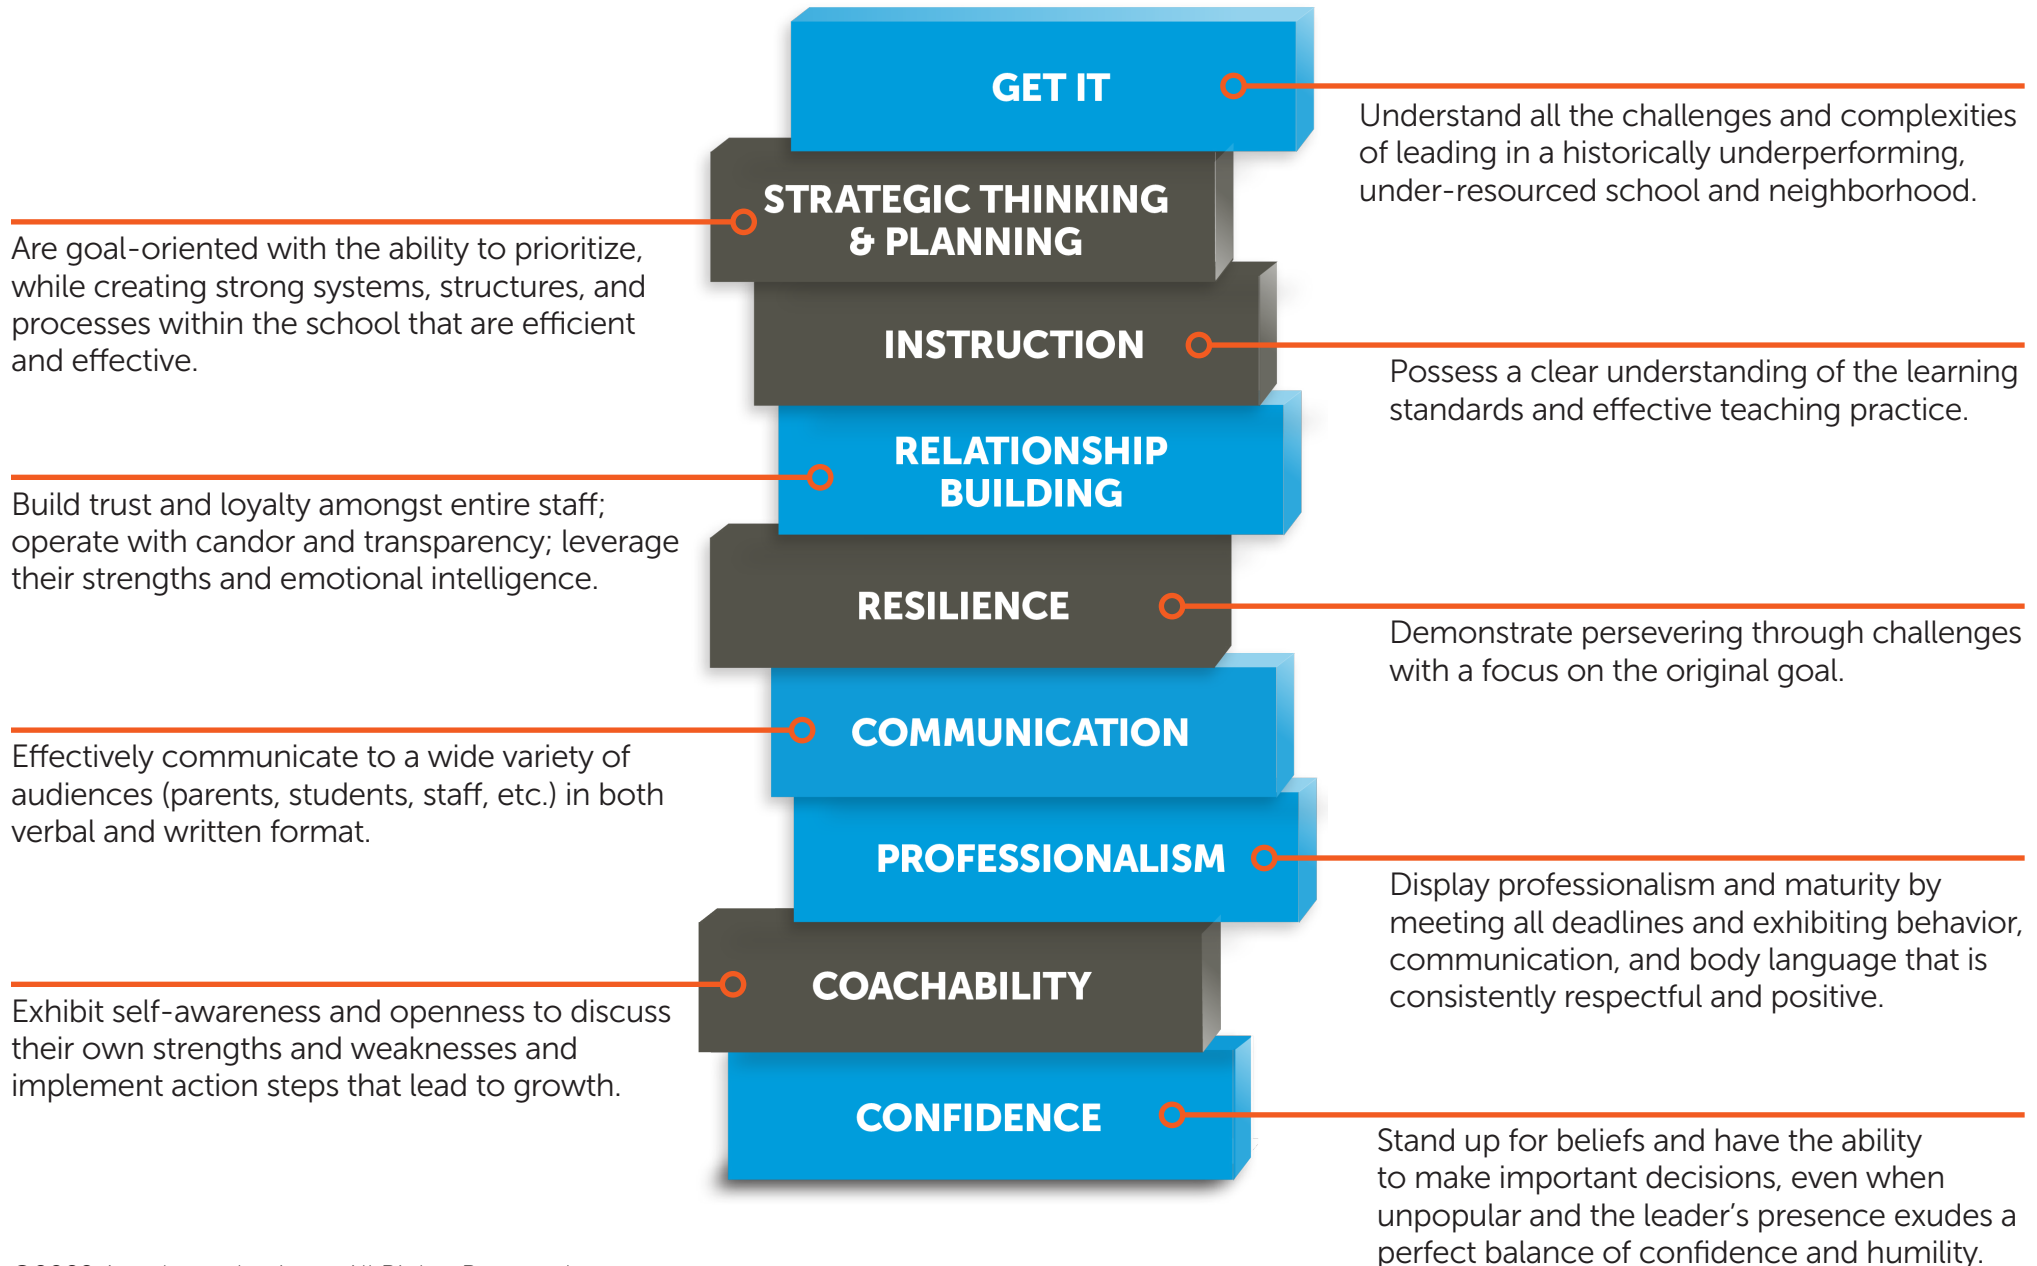 GET IT
Understand all the challenges and complexities
of leading in a historically underperforming,
under-resourced school and neighborhood.
STRATEGIC THINKING
& PLANNING
Are goal-oriented with the ability to prioritize,
while creating strong systems, structures, and
processes within the school that are efficient
and effective.
INSTRUCTION
Possess a clear understanding of the learning
standards and effective teaching practice.
RELATIONSHIP
BUILDING
Build trust and loyalty amongst entire staff;
operate with candor and transparency; leverage
their strengths and emotional intelligence.
RESILIENCE
Demonstrate persevering through challenges
with a focus on the original goal.
COMMUNICATION
Effectively communicate to a wide variety of
audiences (parents, students, staff, etc.) in both
verbal and written format.
PROFESSIONALISM
Display professionalism and maturity by
meeting all deadlines and exhibiting behavior,
communication, and body language that is
consistently respectful and positive.
COACHABILITY
Exhibit self-awareness and openness to discuss
their own strengths and weaknesses and
implement action steps that lead to growth.
CONFIDENCE
Stand up for beliefs and have the ability
to make important decisions, even when
unpopular and the leader's presence exudes a
perfect balance of confidence and humility.